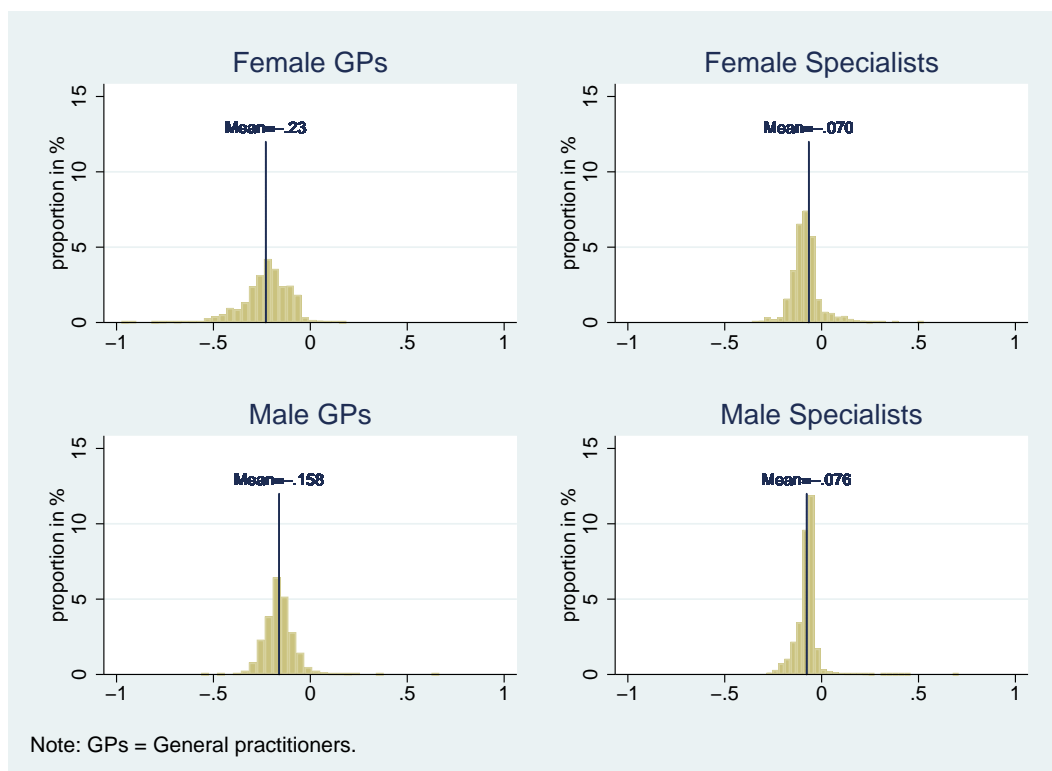 Female GPs
Female Specialists
proportion in %
15
10
5
0
Mean=–.23
–1
–.5
0
.5
1
proportion in %
15
10
5
0
Mean=–.070
–1
–.5
0
.5
1
Male GPs
Male Specialists
proportion in %
15
10
5
0
Mean=–.158
–1
–.5
0
.5
1
proportion in %
15
10
5
0
Mean=–.076
–1
–.5
0
.5
1
Note: GPs = General practitioners.